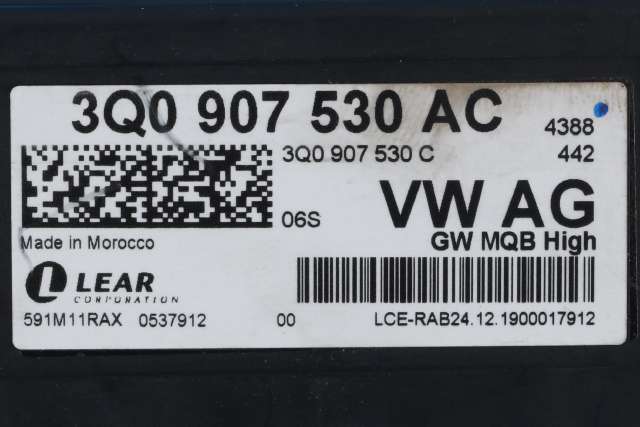 3Q0 907 530 AC 4388
3Q0 907 530 C 442
06S VW AG
Made in Morocco GW MQB High
L LEAR
CORPORATION
591M11RAX 0537912 00 LCE-RAB24.12.1900017912